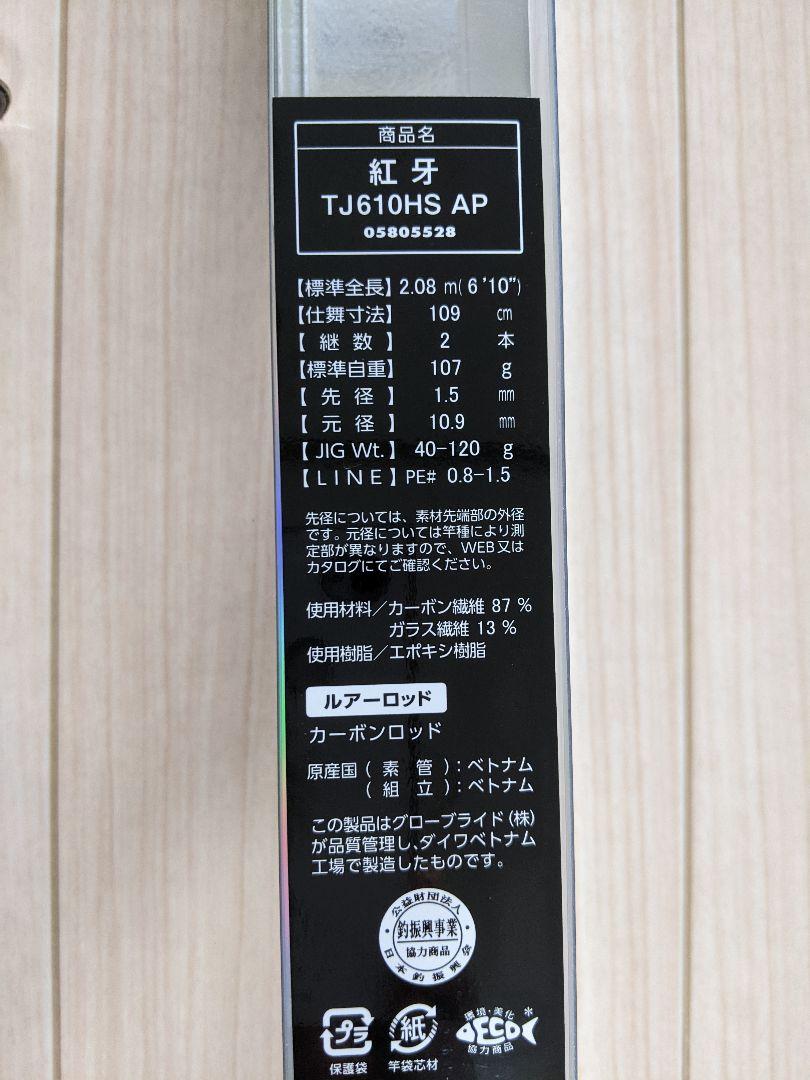 商品名
紅牙
TJ610HS AP
05805528
【標準全長】2.08 m(6'10")
【仕舞寸法】 109 cm
【 継 数 】 2 本
【標準自重】 107 g
【 先 径 】 1.5 mm
【 元 径 】 10.9 mm
【 JIG Wt. 】 40-120 g
【 L I N E 】 PE# 0.8-1.5
先径については、素材先端部の外径
です。元径については竿種により測
定部が異なりますので、WEB又は
カタログにてご確認ください。
使用材料/カーボン繊維 87 %
ガラス繊維 13 %
使用樹脂/エポキシ樹脂
ルアーロッド
カーボンロッド
原産国 ( 素 管 ) : ベトナム
( 組 立 ) : ベトナム
この製品はグローブライド(株)
が品質管理し、ダイワベトナム
工場で製造したものです。
公益財団法人
釣振興事業
協力商品
日本釣振興会
プラ
保護袋
紙
竿袋芯材
環境・美化
ECO
協力商品